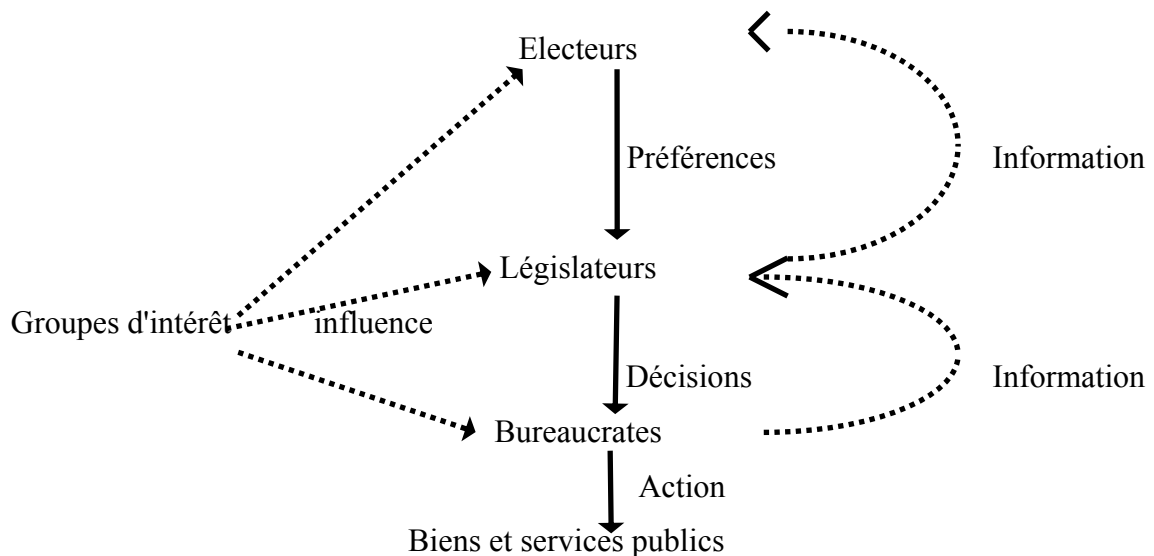 Electeurs
Préférences
Information
Législateurs
Groupes d'intérêt
influence
Décisions
Information
Bureaucrates
Action
Biens et services publics